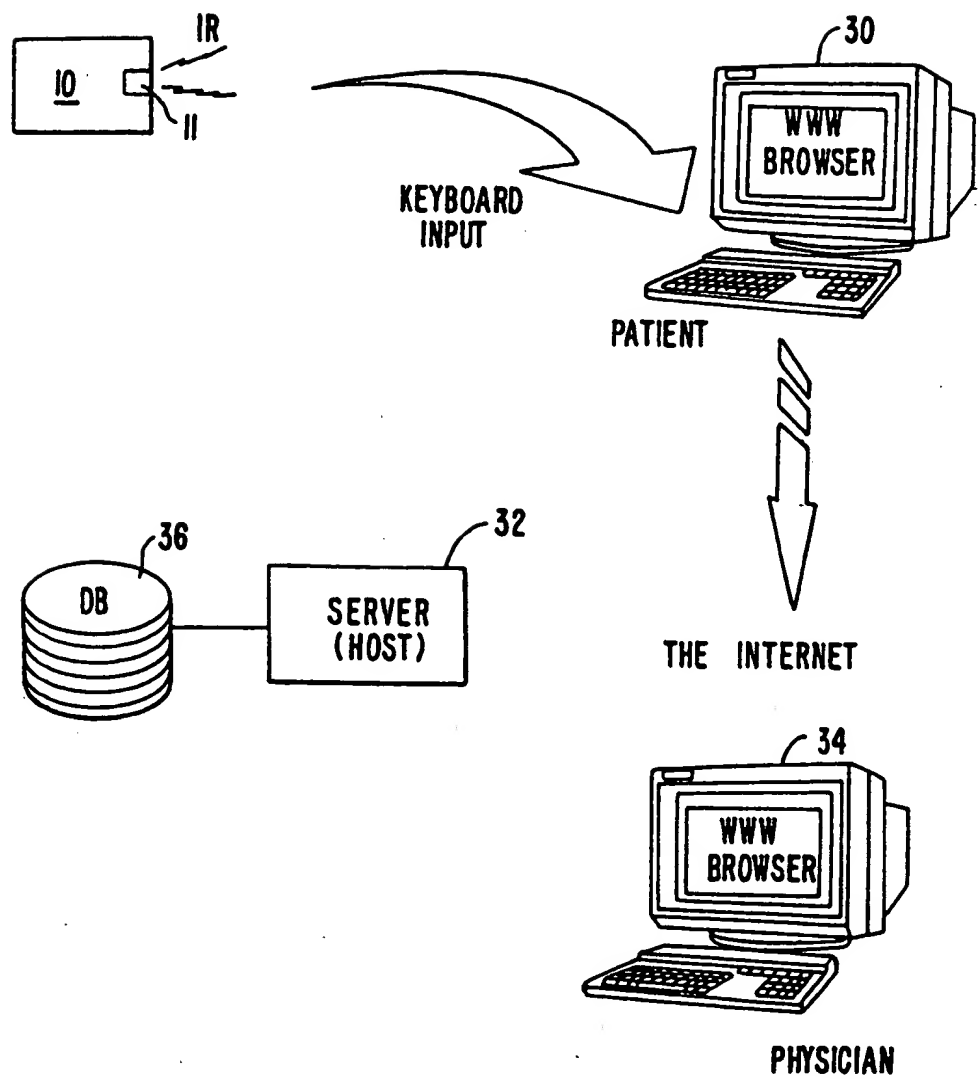 IR
10
11
30
WWW
BROWSER
KEYBOARD
INPUT
PATIENT
36
32
DB
SERVER
(HOST)
THE INTERNET
34
WWW
BROWSER
PHYSICIAN